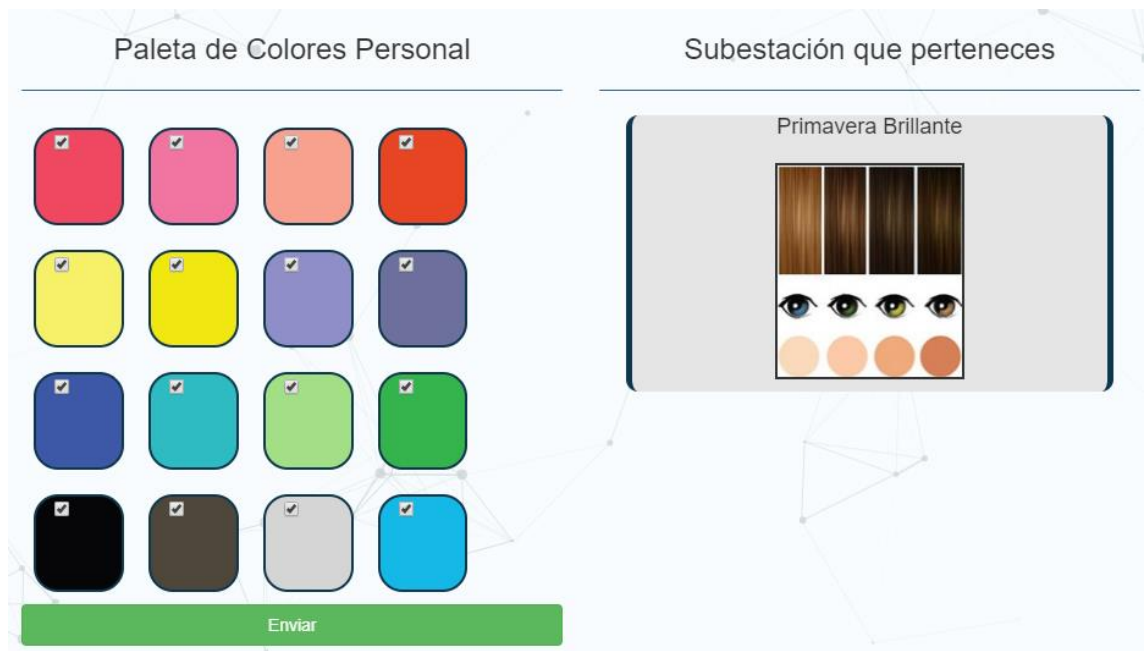 Paleta de Colores Personal
Subestación que perteneces
Primavera Brillante
Enviar